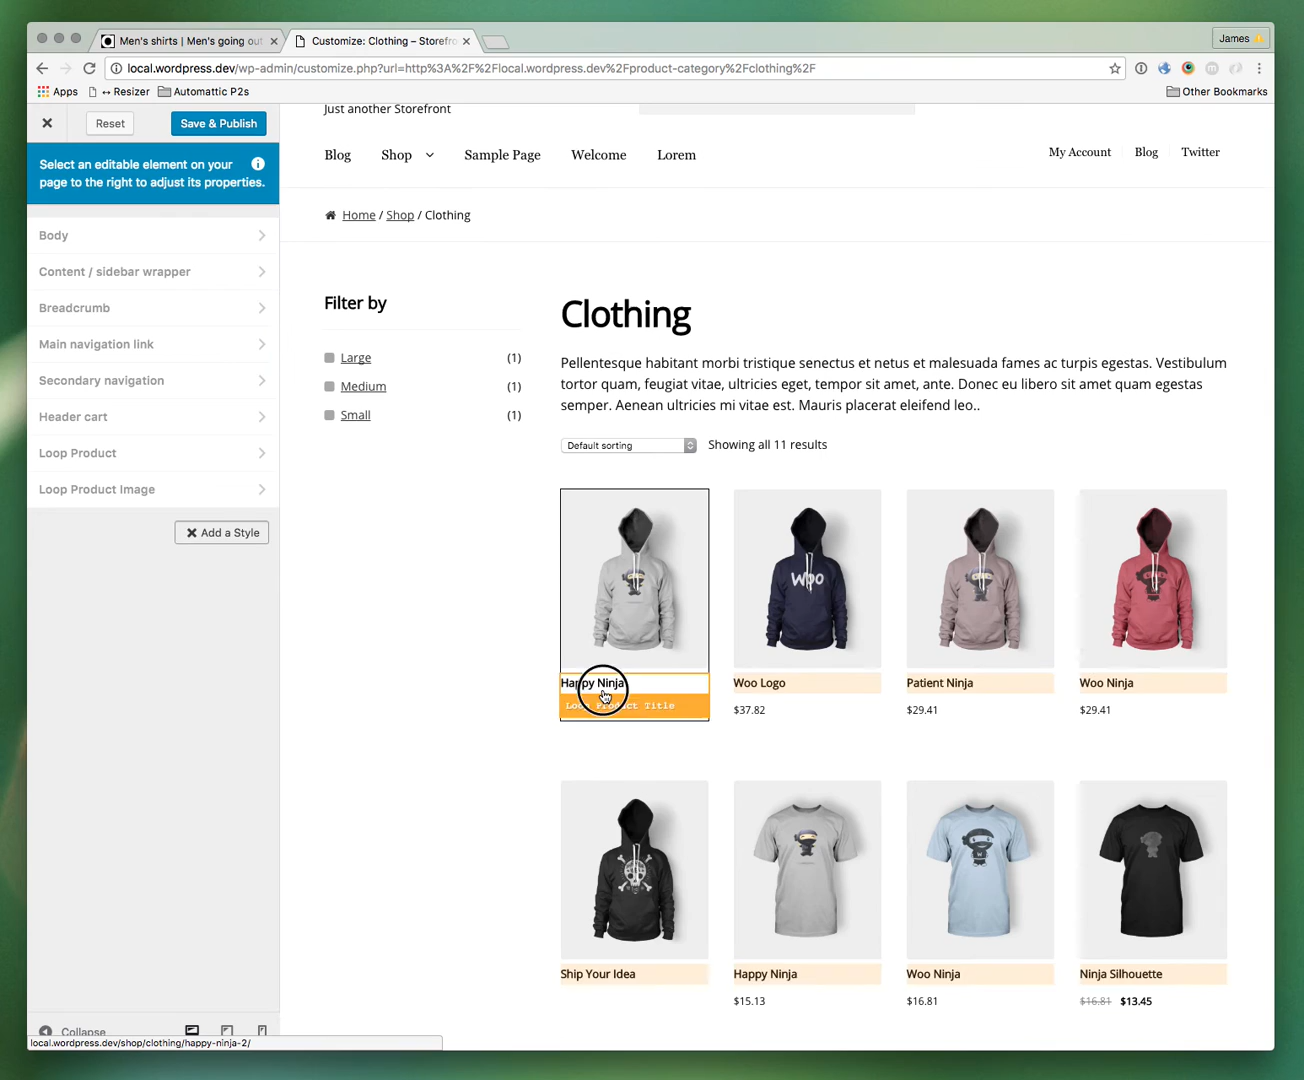 Men's shirts | Men's going out
Customize: Clothing – Storefro
James
local.wordpress.dev/wp-admin/customize.php?url=http%3A%2F%2Flocal.wordpress.dev%2Fproduct-category%2Fclothing%2F
Apps
↔ Resizer
Automattic P2s
Other Bookmarks
Reset
Save & Publish
Select an editable element on your
page to the right to adjust its properties.
Body
Content / sidebar wrapper
Breadcrumb
Main navigation link
Secondary navigation
Header cart
Loop Product
Loop Product Image
Add a Style
Collapse
local.wordpress.dev/shop/clothing/happy-ninja-2/
Just another Storefront
Blog
Shop
Sample Page
Welcome
Lorem
My Account
Blog
Twitter
Home / Shop / Clothing
Filter by
Large (1)
Medium (1)
Small (1)
Clothing
Pellentesque habitant morbi tristique senectus et netus et malesuada fames ac turpis egestas. Vestibulum
tortor quam, feugiat vitae, ultricies eget, tempor sit amet, ante. Donec eu libero sit amet quam egestas
semper. Aenean ultricies mi vitae est. Mauris placerat eleifend leo..
Default sorting
Showing all 11 results
WOO
Happy Ninja
Loop Product Title
Woo Logo
$37.82
Patient Ninja
$29.41
Woo Ninja
$29.41
Ship Your Idea
Happy Ninja
$15.13
Woo Ninja
$16.81
Ninja Silhouette
$16.81 $13.45